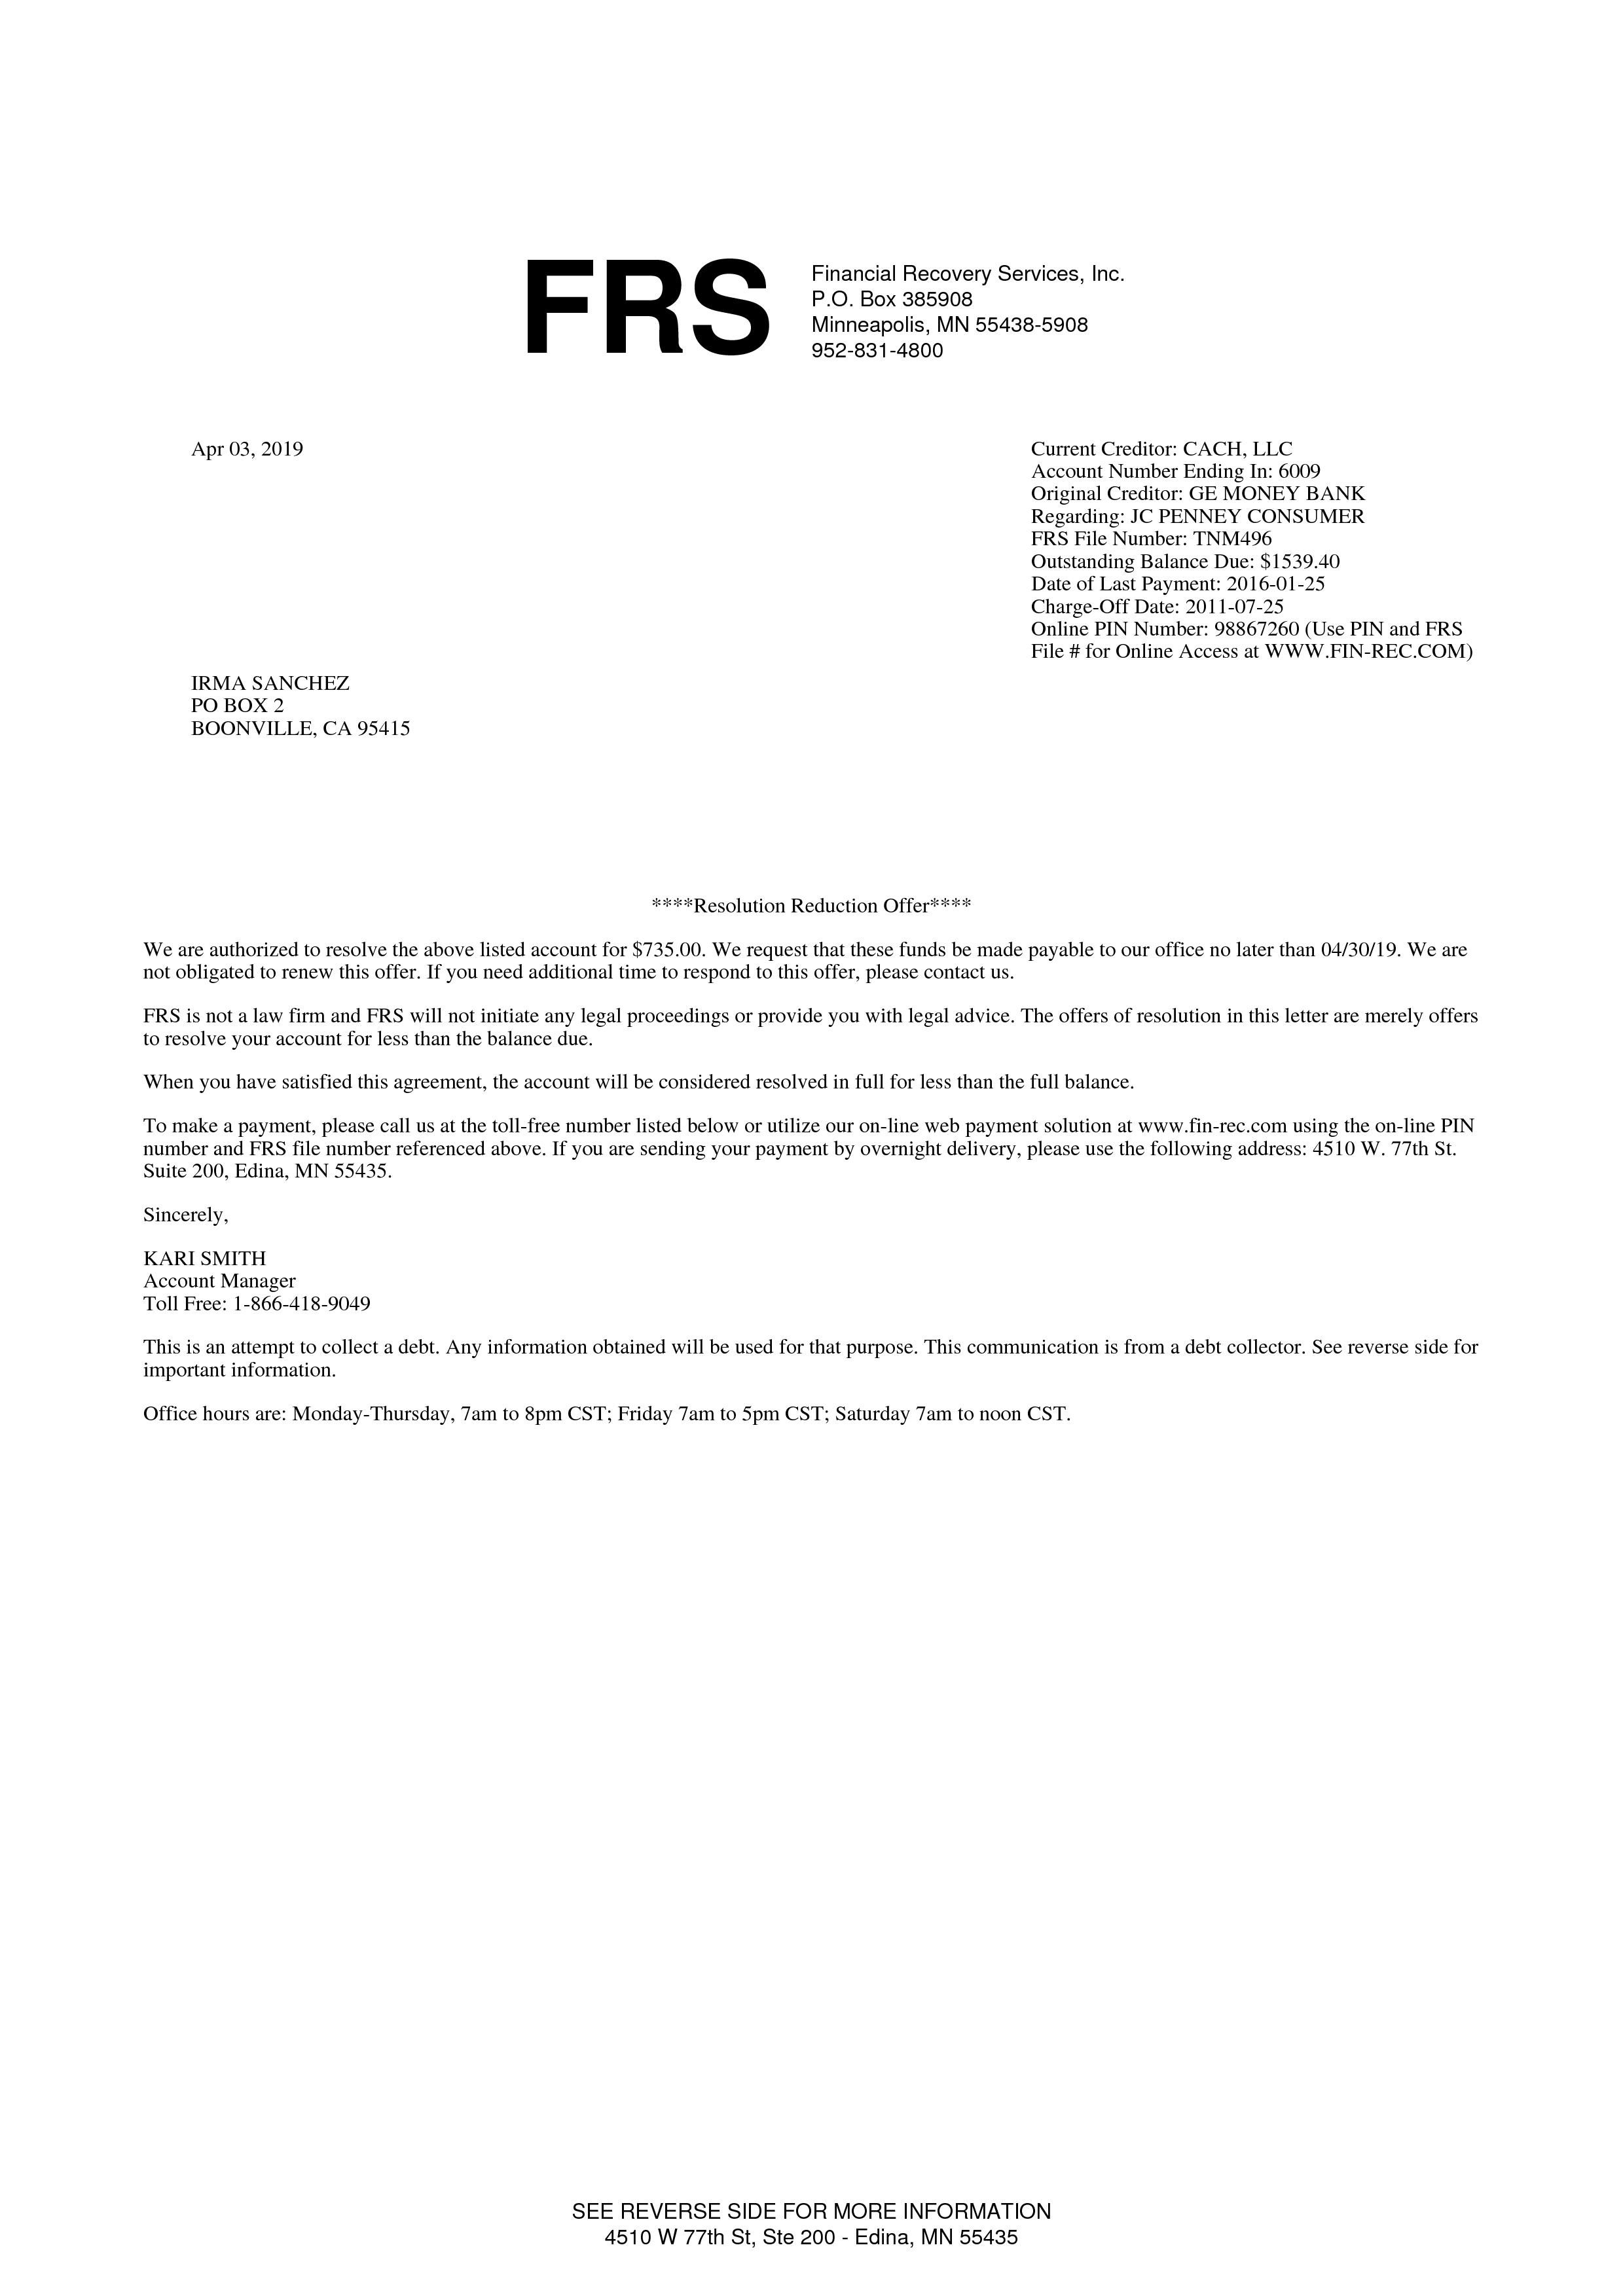 FRS
Financial Recovery Services, Inc.
P.O. Box 385908
Minneapolis, MN 55438-5908
952-831-4800
Apr 03, 2019
Current Creditor: CACH, LLC
Account Number Ending In: 6009
Original Creditor: GE MONEY BANK
Regarding: JC PENNEY CONSUMER
FRS File Number: TNM496
Outstanding Balance Due: $1539.40
Date of Last Payment: 2016-01-25
Charge-Off Date: 2011-07-25
Online PIN Number: 98867260 (Use PIN and FRS
File # for Online Access at WWW.FIN-REC.COM)
IRMA SANCHEZ
PO BOX 2
BOONVILLE, CA 95415
****Resolution Reduction Offer****
We are authorized to resolve the above listed account for $735.00. We request that these funds be made payable to our office no later than 04/30/19. We are
not obligated to renew this offer. If you need additional time to respond to this offer, please contact us.
FRS is not a law firm and FRS will not initiate any legal proceedings or provide you with legal advice. The offers of resolution in this letter are merely offers
to resolve your account for less than the balance due.
When you have satisfied this agreement, the account will be considered resolved in full for less than the full balance.
To make a payment, please call us at the toll-free number listed below or utilize our on-line web payment solution at www.fin-rec.com using the on-line PIN
number and FRS file number referenced above. If you are sending your payment by overnight delivery, please use the following address: 4510 W. 77th St.
Suite 200, Edina, MN 55435.
Sincerely,
KARI SMITH
Account Manager
Toll Free: 1-866-418-9049
This is an attempt to collect a debt. Any information obtained will be used for that purpose. This communication is from a debt collector. See reverse side for
important information.
Office hours are: Monday-Thursday, 7am to 8pm CST; Friday 7am to 5pm CST; Saturday 7am to noon CST.
SEE REVERSE SIDE FOR MORE INFORMATION
4510 W 77th St, Ste 200 - Edina, MN 55435